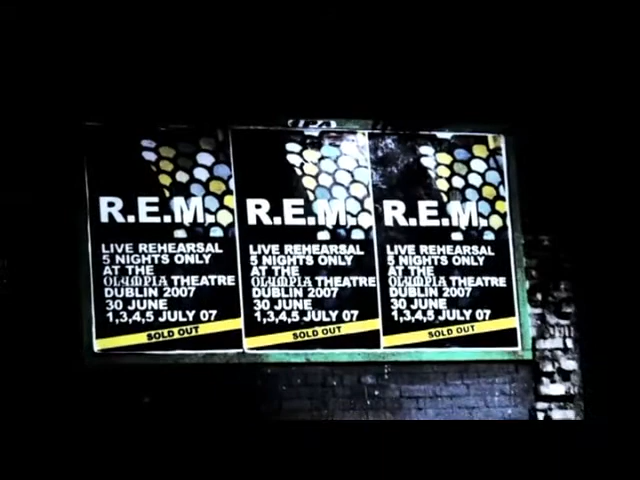 R.E.M.
LIVE REHEARSAL
5 NIGHTS ONLY
AT THE
OLYMPIA THEATRE
DUBLIN 2007
30 JUNE
1,3,4,5 JULY 07
SOLD OUT
R.E.M.
LIVE REHEARSAL
5 NIGHTS ONLY
AT THE
OLYMPIA THEATRE
DUBLIN 2007
30 JUNE
1,3,4,5 JULY 07
SOLD OUT
R.E.M.
LIVE REHEARSAL
5 NIGHTS ONLY
AT THE
OLYMPIA THEATRE
DUBLIN 2007
30 JUNE
1,3,4,5 JULY 07
SOLD OUT